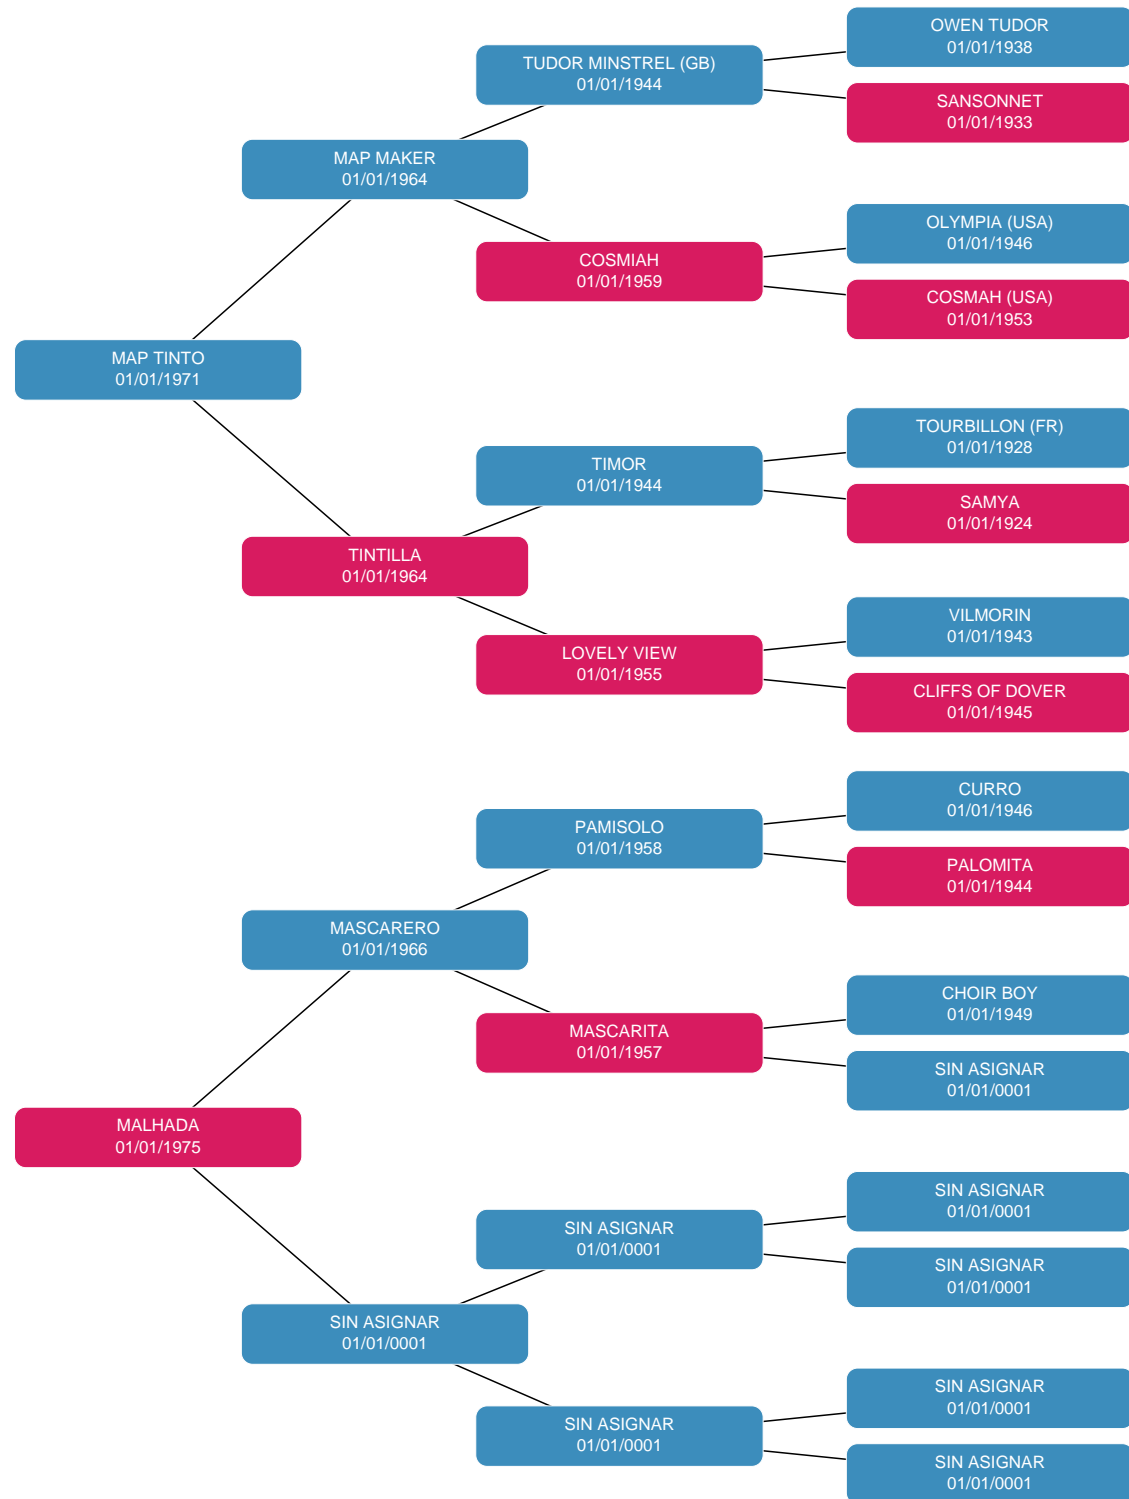 OWEN TUDOR
01/01/1938
TUDOR MINSTREL (GB)
01/01/1944
SANSONNET
01/01/1933
MAP MAKER
01/01/1964
OLYMPIA (USA)
01/01/1946
COSMIAH
01/01/1959
COSMAH (USA)
01/01/1953
MAP TINTO
01/01/1971
TOURBILLON (FR)
01/01/1928
TIMOR
01/01/1944
SAMYA
01/01/1924
TINTILLA
01/01/1964
VILMORIN
01/01/1943
LOVELY VIEW
01/01/1955
CLIFFS OF DOVER
01/01/1945
CURRO
01/01/1946
PAMISOLO
01/01/1958
PALOMITA
01/01/1944
MASCARERO
01/01/1966
CHOIR BOY
01/01/1949
MASCARITA
01/01/1957
SIN ASIGNAR
01/01/0001
MALHADA
01/01/1975
SIN ASIGNAR
01/01/0001
SIN ASIGNAR
01/01/0001
SIN ASIGNAR
01/01/0001
SIN ASIGNAR
01/01/0001
SIN ASIGNAR
01/01/0001
SIN ASIGNAR
01/01/0001
SIN ASIGNAR
01/01/0001